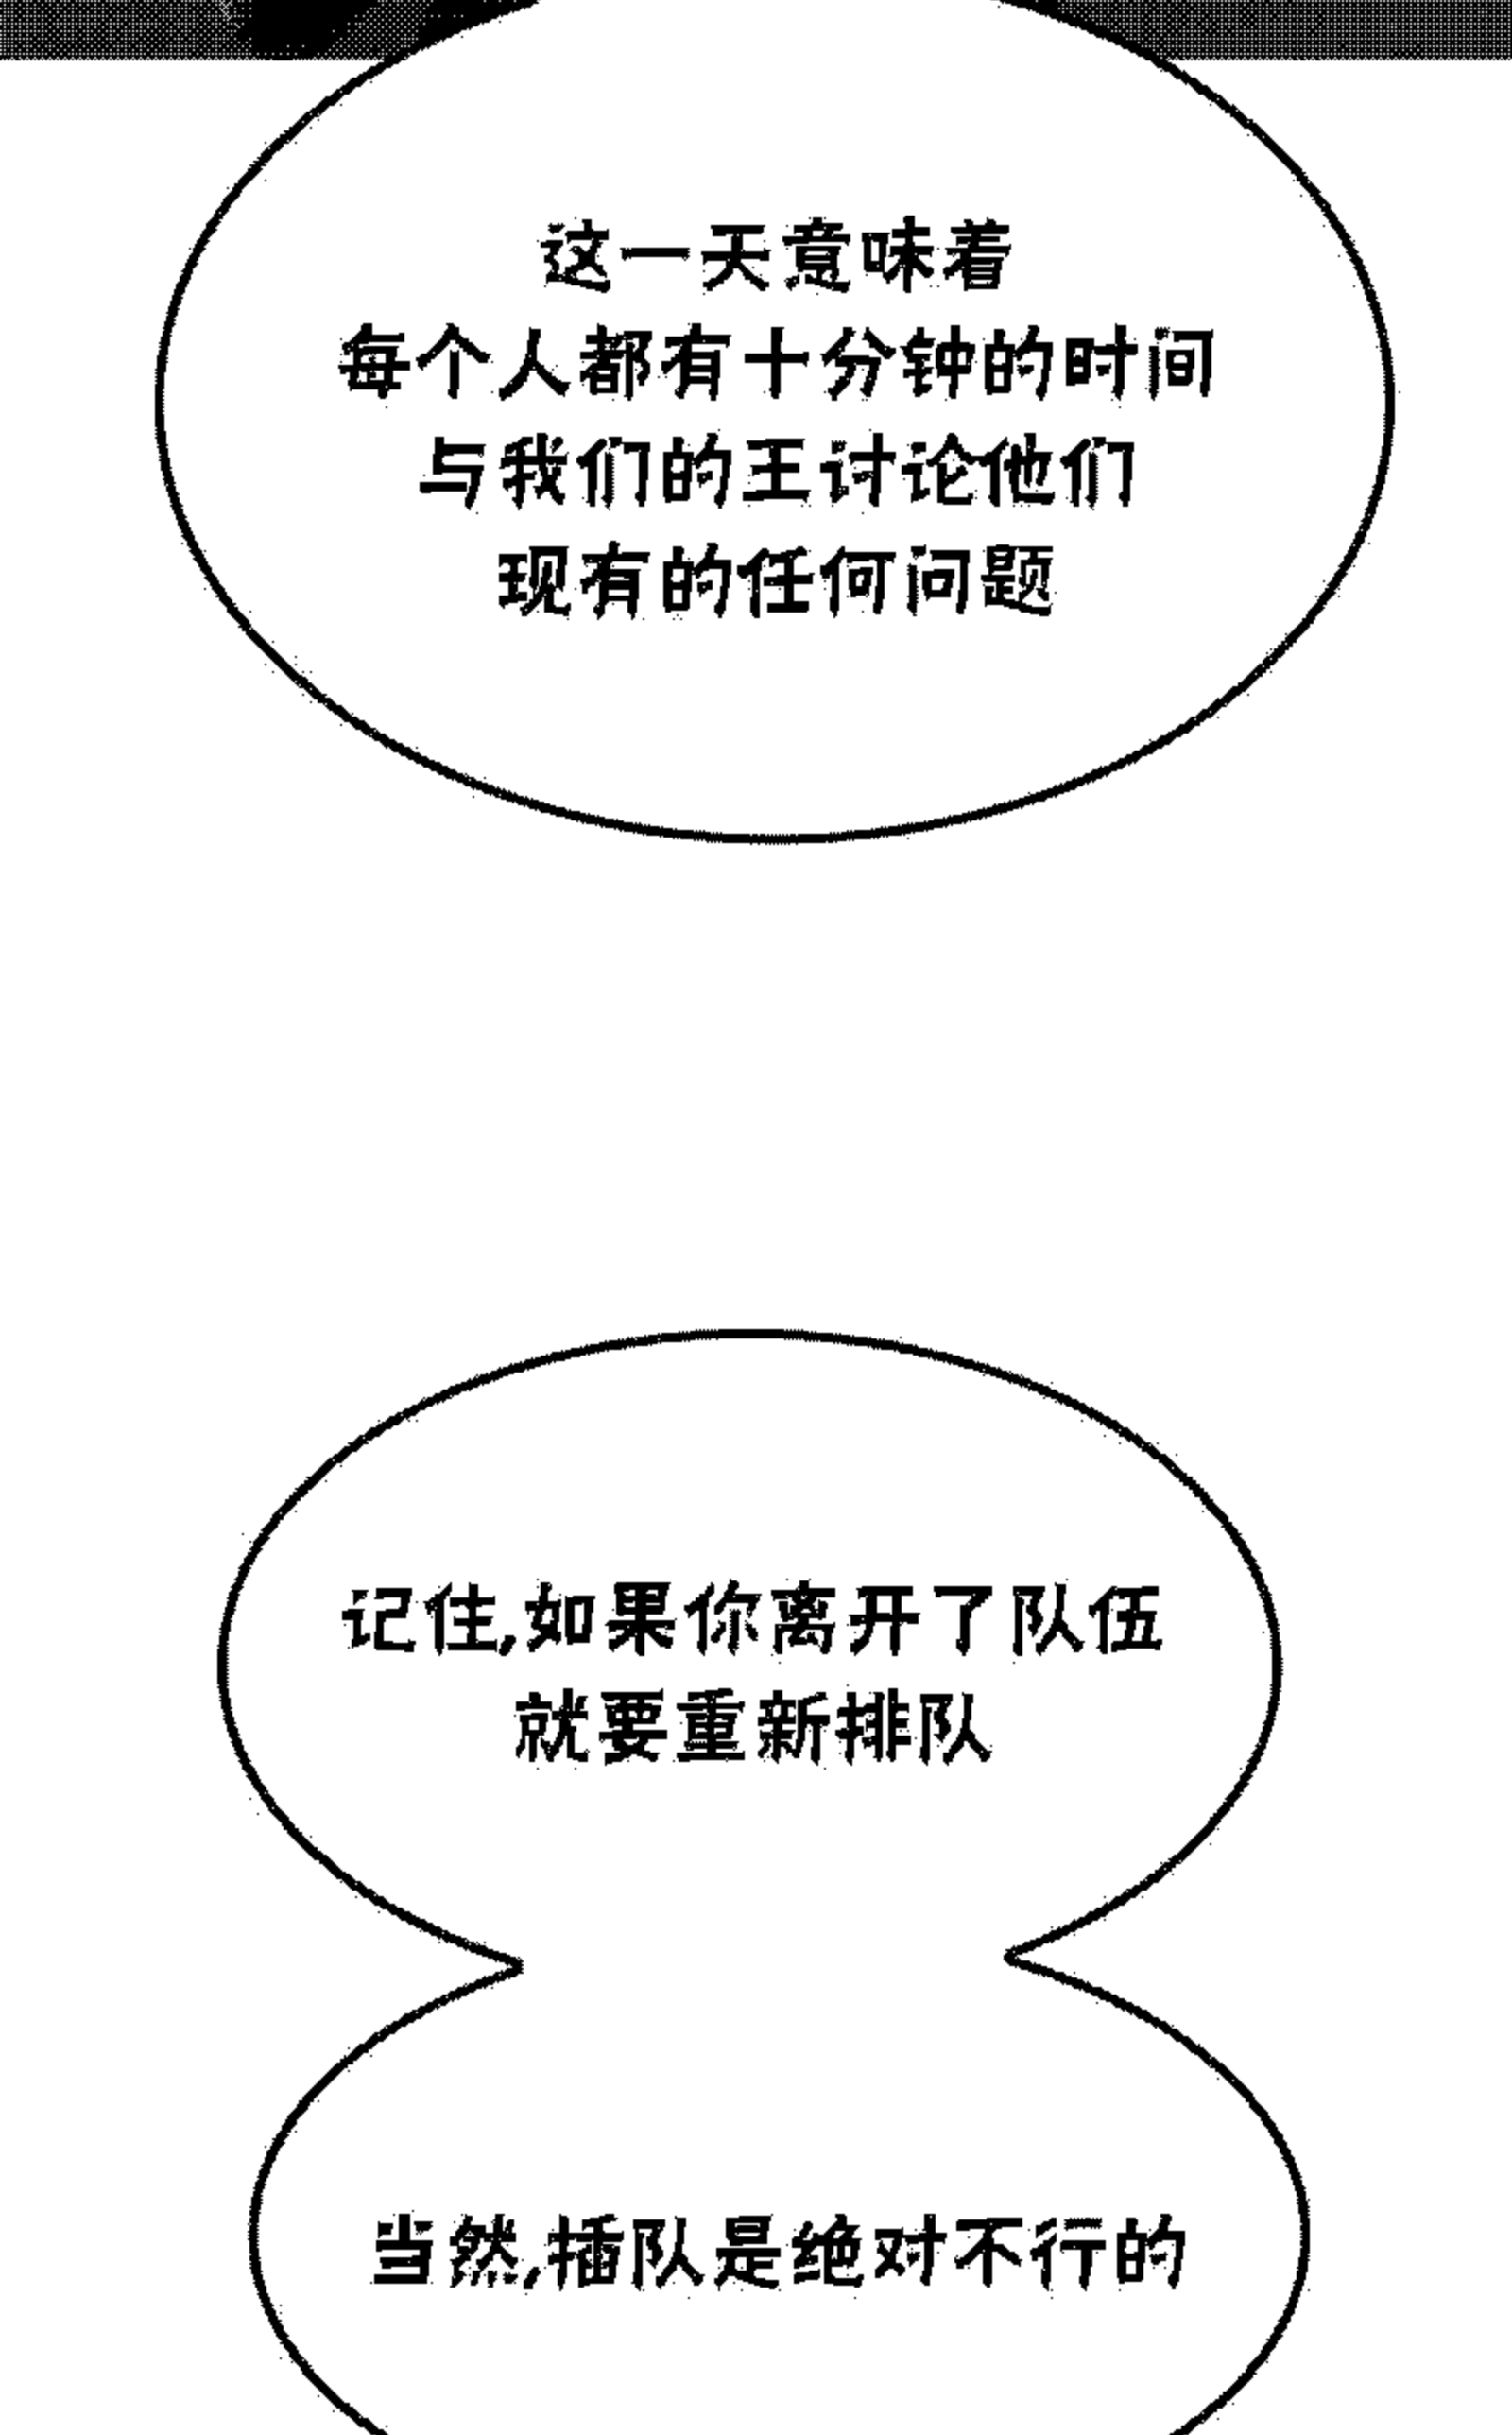 这一天意味着
每个人都有十分钟的时间
与我们的王讨论他们
现有的任何问题
记住,如果你离开了队伍
就要重新排队
当然,插队是绝对不行的